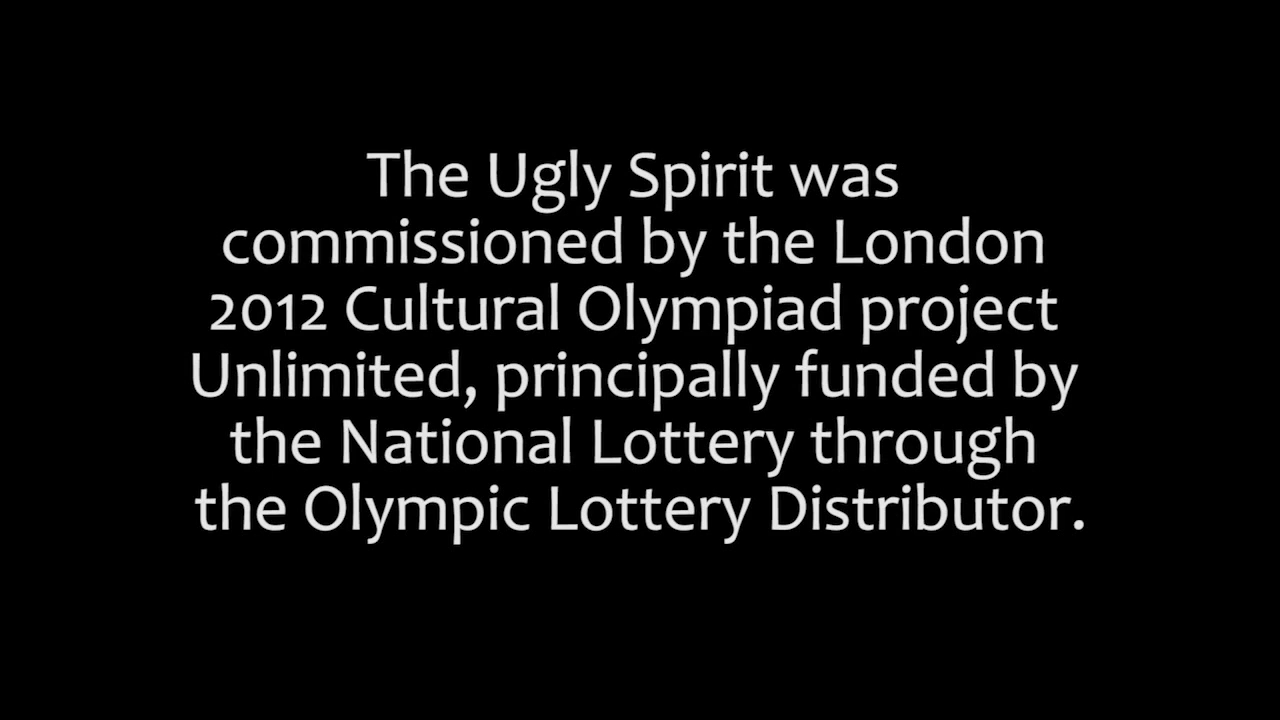 The Ugly Spirit was
commissioned by the London
2012 Cultural Olympiad project
Unlimited, principally funded by
the National Lottery through
the Olympic Lottery Distributor.